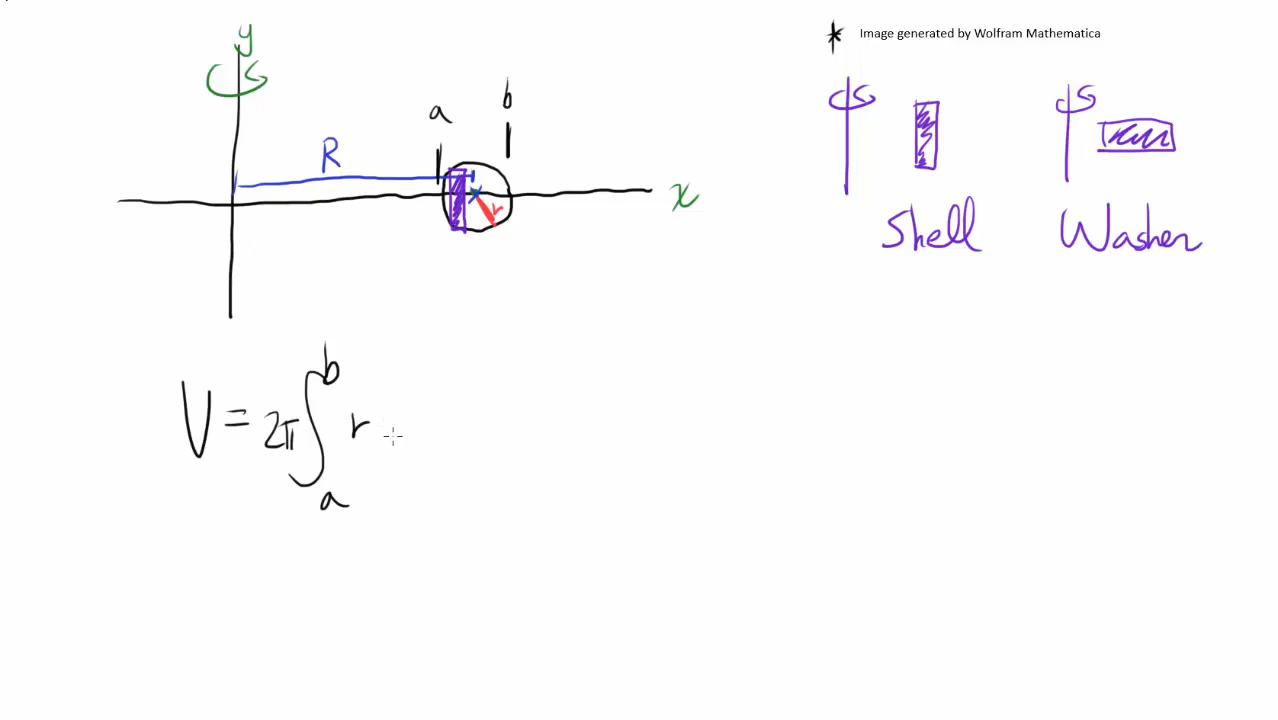 y
* Image generated by Wolfram Mathematica
a
b
R
r
x
Shell
Washer
V = 2π∫ₐᵇ r